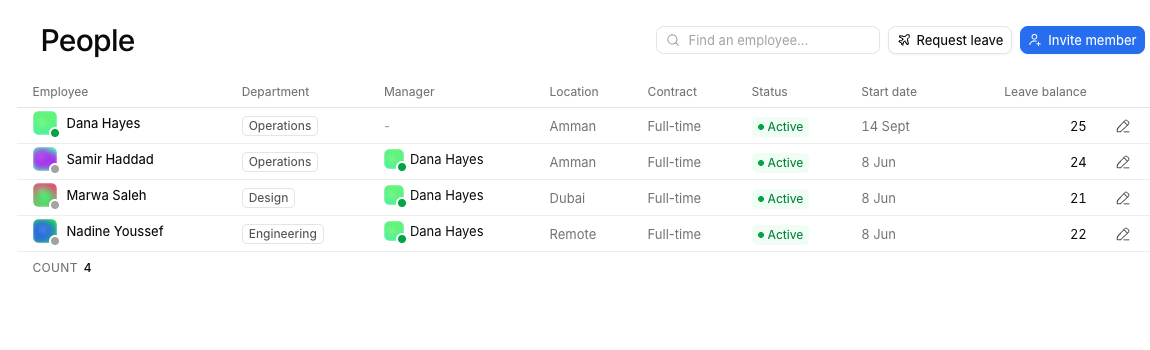 People
Find an employee...
Request leave
Invite member
Employee Department Manager Location Contract Status Start date Leave balance
Dana Hayes Operations - Amman Full-time Active 14 Sept 25
Samir Haddad Operations Dana Hayes Amman Full-time Active 8 Jun 24
Marwa Saleh Design Dana Hayes Dubai Full-time Active 8 Jun 21
Nadine Youssef Engineering Dana Hayes Remote Full-time Active 8 Jun 22
COUNT 4